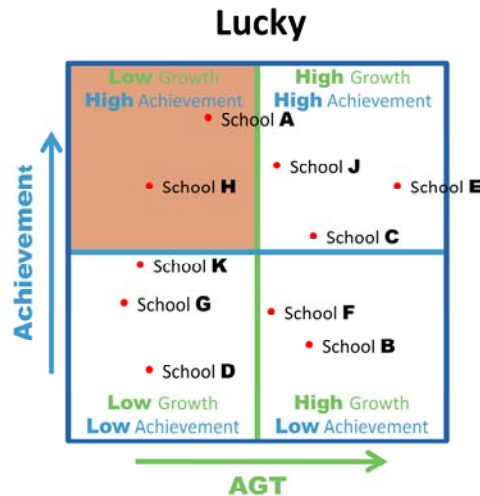 Lucky
Low Growth
High Achievement
High Growth
High Achievement
School A
School J
School H
School E
School C
School K
School G
School F
School B
School D
Low Growth
Low Achievement
High Growth
Low Achievement
Achievement
AGT